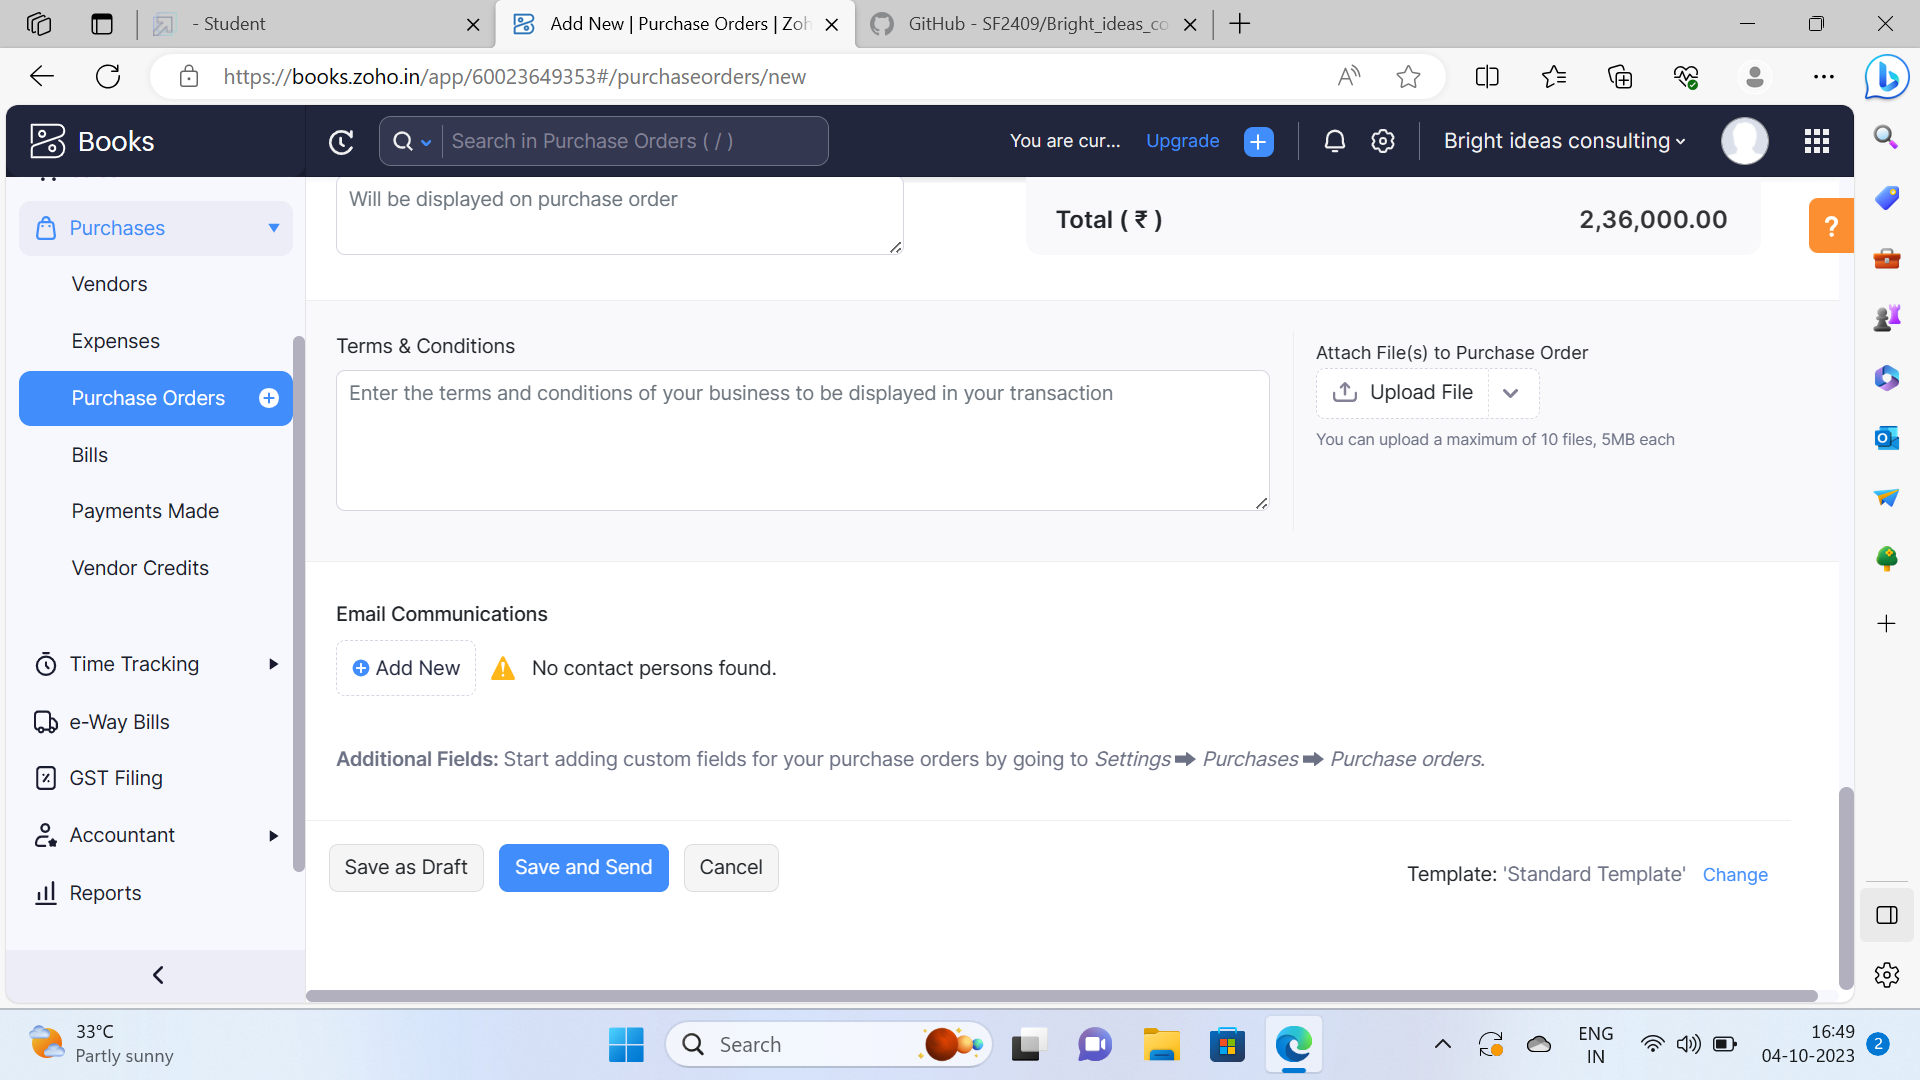 - Student
Add New | Purchase Orders | Zoh
GitHub - SF2409/Bright_ideas_co
https://books.zoho.in/app/60023649353#/purchaseorders/new
Books
Search in Purchase Orders ( / )
You are cur...
Upgrade
Bright ideas consulting
Purchases
Vendors
Expenses
Purchase Orders
Bills
Payments Made
Vendor Credits
Time Tracking
e-Way Bills
GST Filing
Accountant
Reports
Will be displayed on purchase order
Total ( ₹ )
2,36,000.00
?
Terms & Conditions
Enter the terms and conditions of your business to be displayed in your transaction
Attach File(s) to Purchase Order
Upload File
You can upload a maximum of 10 files, 5MB each
Email Communications
Add New
No contact persons found.
Additional Fields: Start adding custom fields for your purchase orders by going to Settings➡ Purchases➡ Purchase orders.
Save as Draft
Save and Send
Cancel
Template: 'Standard Template'
Change
33°C
Partly sunny
Search
ENG
IN
16:49
04-10-2023
2